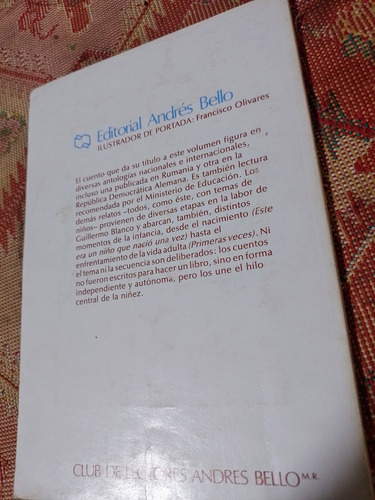 Editorial Andrés Bello
ILUSTRADOR DE PORTADA: Francisco Olivares
El cuento que da su título a este volumen figura en
diversas antologías nacionales e internacionales,
incluso una publicada en Rumania y otra en la
República Democrática Alemana. Es también lectura
recomendada por el Ministerio de Educación. Los
demás relatos —todos, como éste, con temas de
niños— provienen de diversas etapas en la labor de
Guillermo Blanco y abarcan, también, distintos
momentos de la infancia, desde el nacimiento (Este
era un niño que nació una vez) hasta el
enfrentamiento de la vida adulta (Primeras veces). Ni
el tema ni la secuencia son deliberados: los cuentos
no fueron escritos para hacer un libro, sino en forma
independiente y autónoma, pero los une el hilo
central de la niñez.
CLUB DE LECTORES ANDRES BELLO M.R.